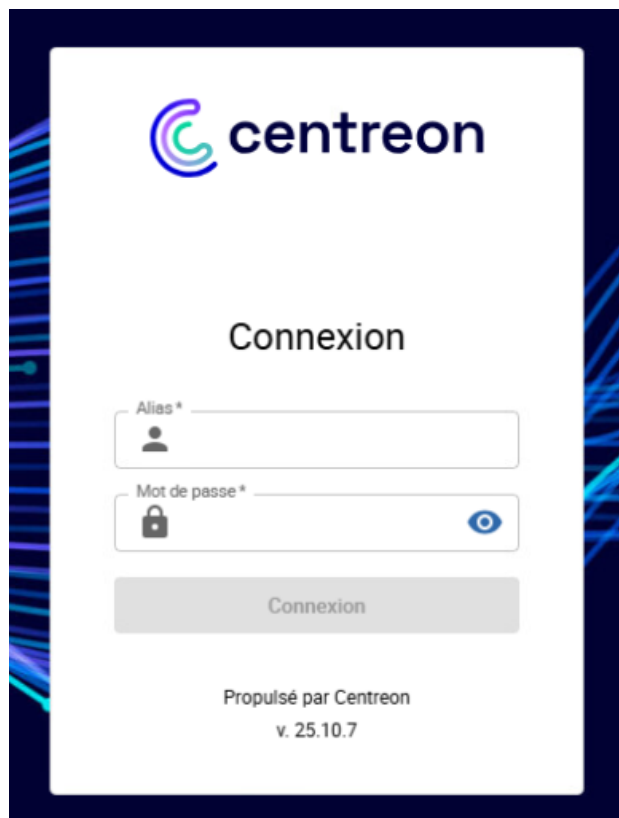 centreon
Connexion
Alias *
Mot de passe *
Connexion
Propulsé par Centreon
v. 25.10.7